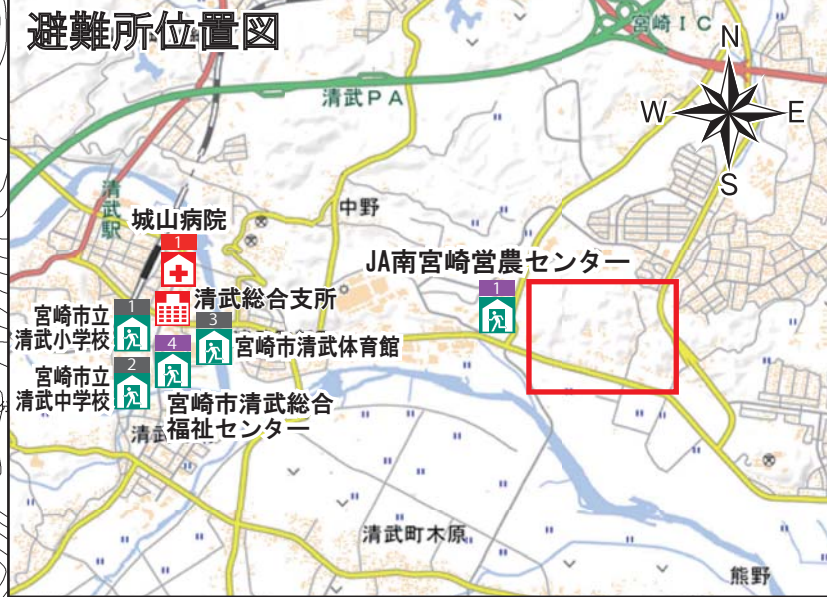 避難所位置図
宮崎IC
N
W
E
S
清武PA
清武駅
中野
城山病院
1
JA南宮崎営農センター
1
清武総合支所
宮崎市立
清武小学校
1
3
宮崎市清武体育館
4
宮崎市立
清武中学校
2
宮崎市清武総合
福祉センター
清武
清武町木原
熊野